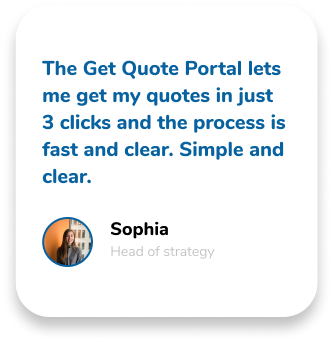 The Get Quote Portal lets
me get my quotes in just
3 clicks and the process is
fast and clear. Simple and
clear.
Sophia
Head of strategy